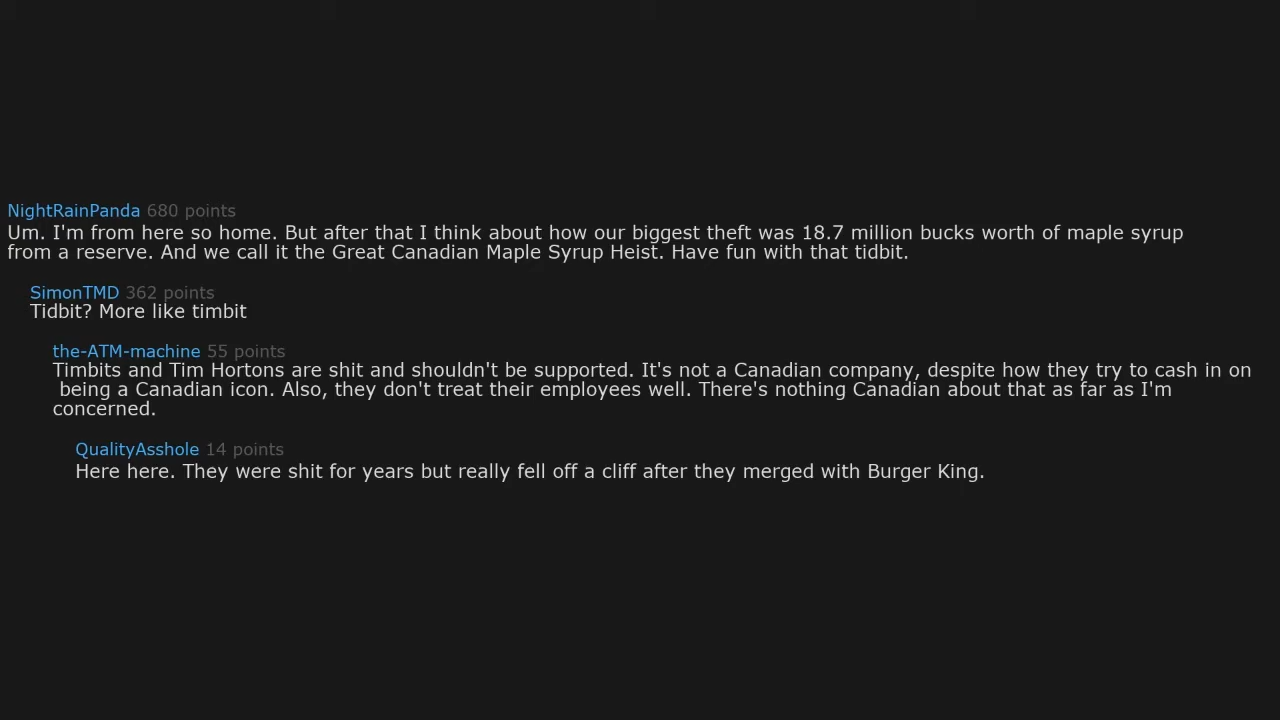 NightRainPanda 680 points
Um. I'm from here so home. But after that I think about how our biggest theft was 18.7 million bucks worth of maple syrup
from a reserve. And we call it the Great Canadian Maple Syrup Heist. Have fun with that tidbit.
SimonTMD 362 points
Tidbit? More like timbit
the-ATM-machine 55 points
Timbits and Tim Hortons are shit and shouldn't be supported. It's not a Canadian company, despite how they try to cash in on
being a Canadian icon. Also, they don't treat their employees well. There's nothing Canadian about that as far as I'm
concerned.
QualityAsshole 14 points
Here here. They were shit for years but really fell off a cliff after they merged with Burger King.